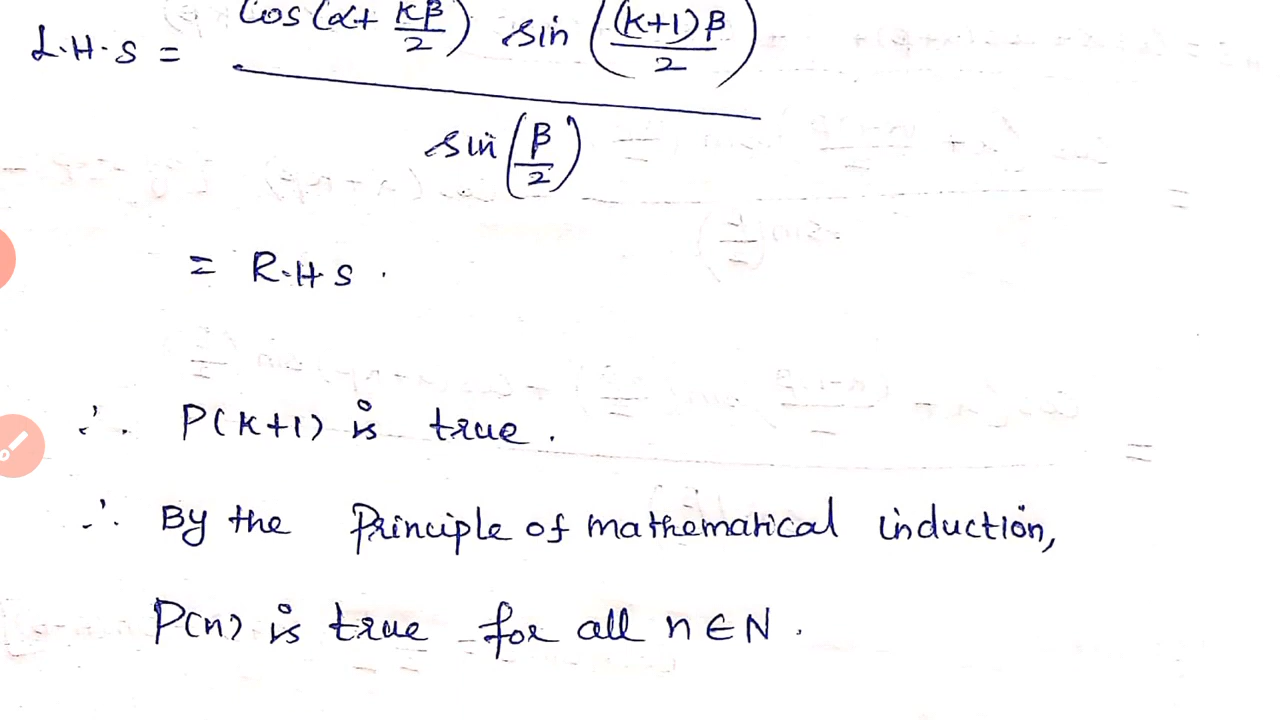 L.H.S = cos(α + kβ/2) sin((k+1)β/2)
sin(β/2)
= R.H.S.
∴ P(k+1) is true.
∴ By the Principle of mathematical induction,
P(n) is true for all n ∈ N.